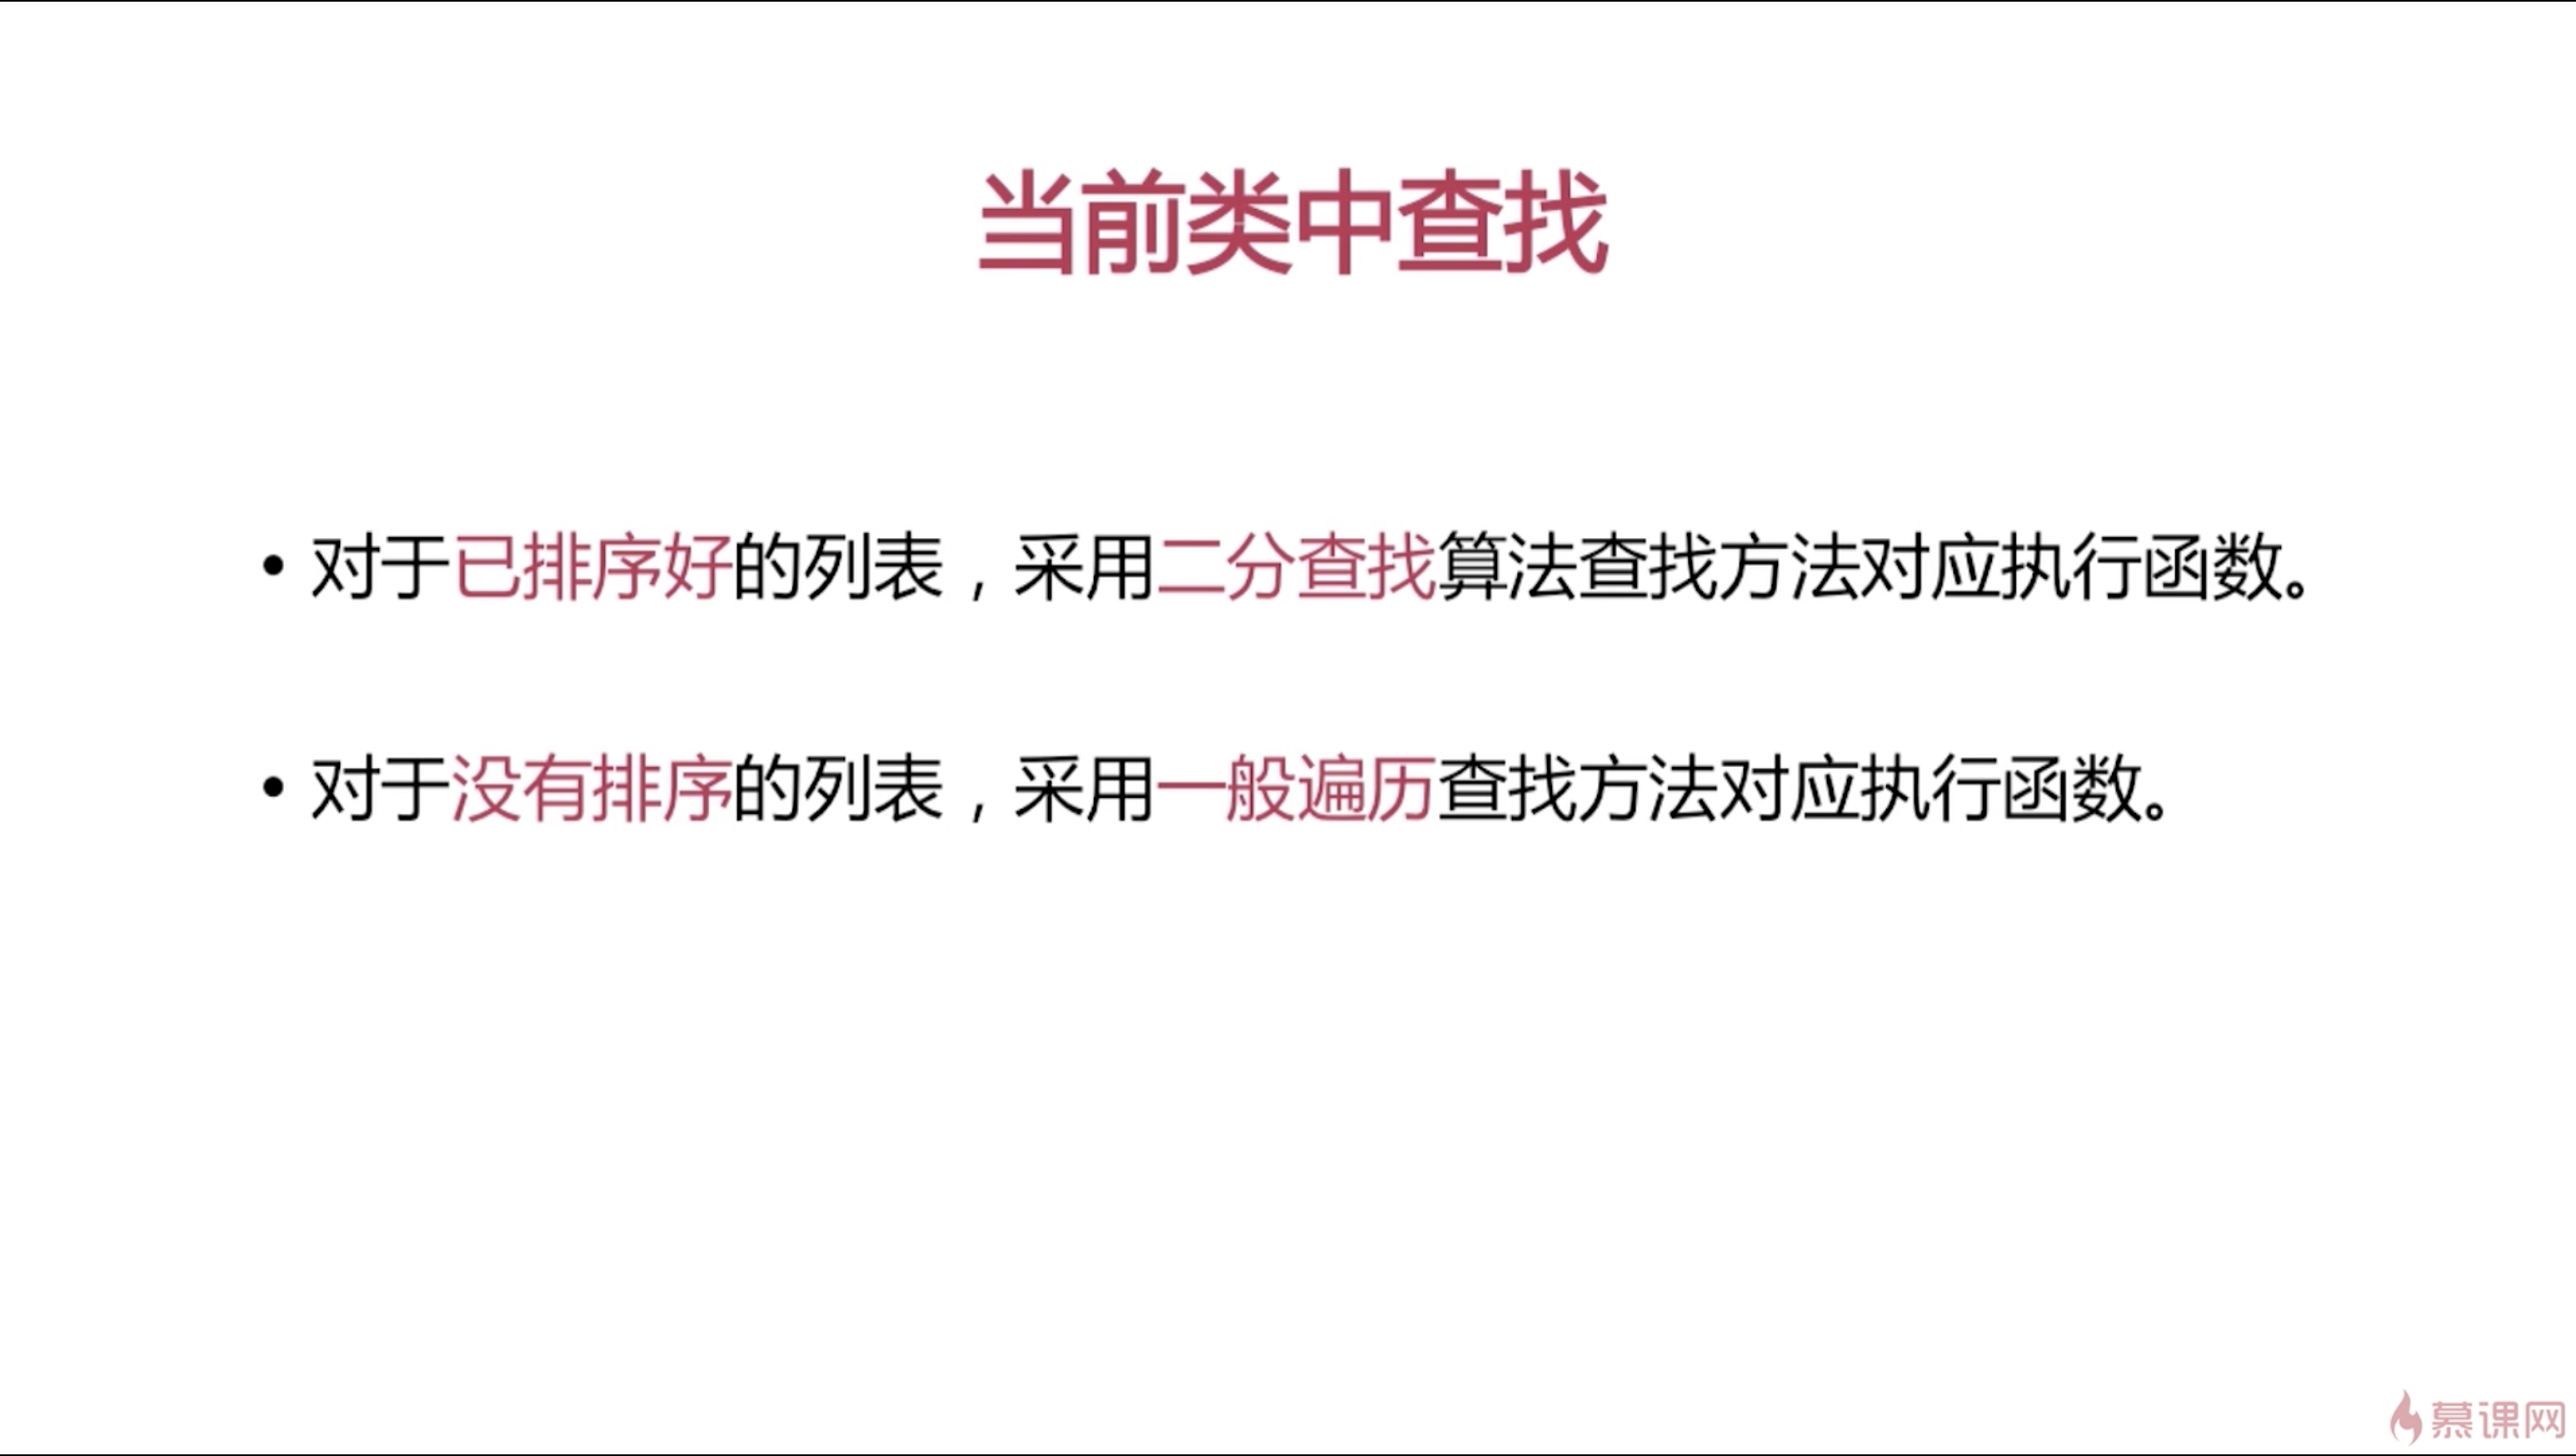 当前类中查找
• 对于已排序好的列表，采用二分查找算法查找方法对应执行函数。
• 对于没有排序的列表，采用一般遍历查找方法对应执行函数。
慕课网